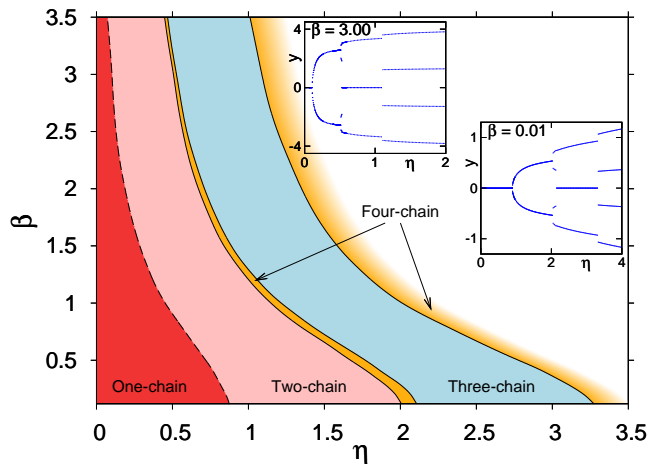 3.5
3
2.5
2
1.5
1
0.5
β
0 0.5 1 1.5 2 2.5 3 3.5
η
One-chain Two-chain Three-chain
Four-chain
β = 3.00
4
0
-4
y
0 1 2
η
β = 0.01
1
0
-1
y
0 1 2 3 4
η